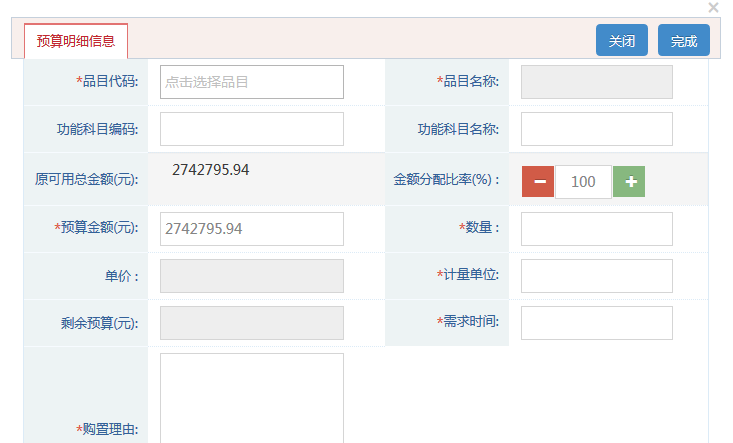 预算明细信息
关闭
完成
*品目代码:
点击选择品目
*品目名称:
功能科目编码:
功能科目名称:
原可用总金额(元):
2742795.94
金额分配比率(%) :
100
*预算金额(元):
2742795.94
*数量 :
单价 :
*计量单位:
剩余预算(元):
*需求时间:
*购置理由: